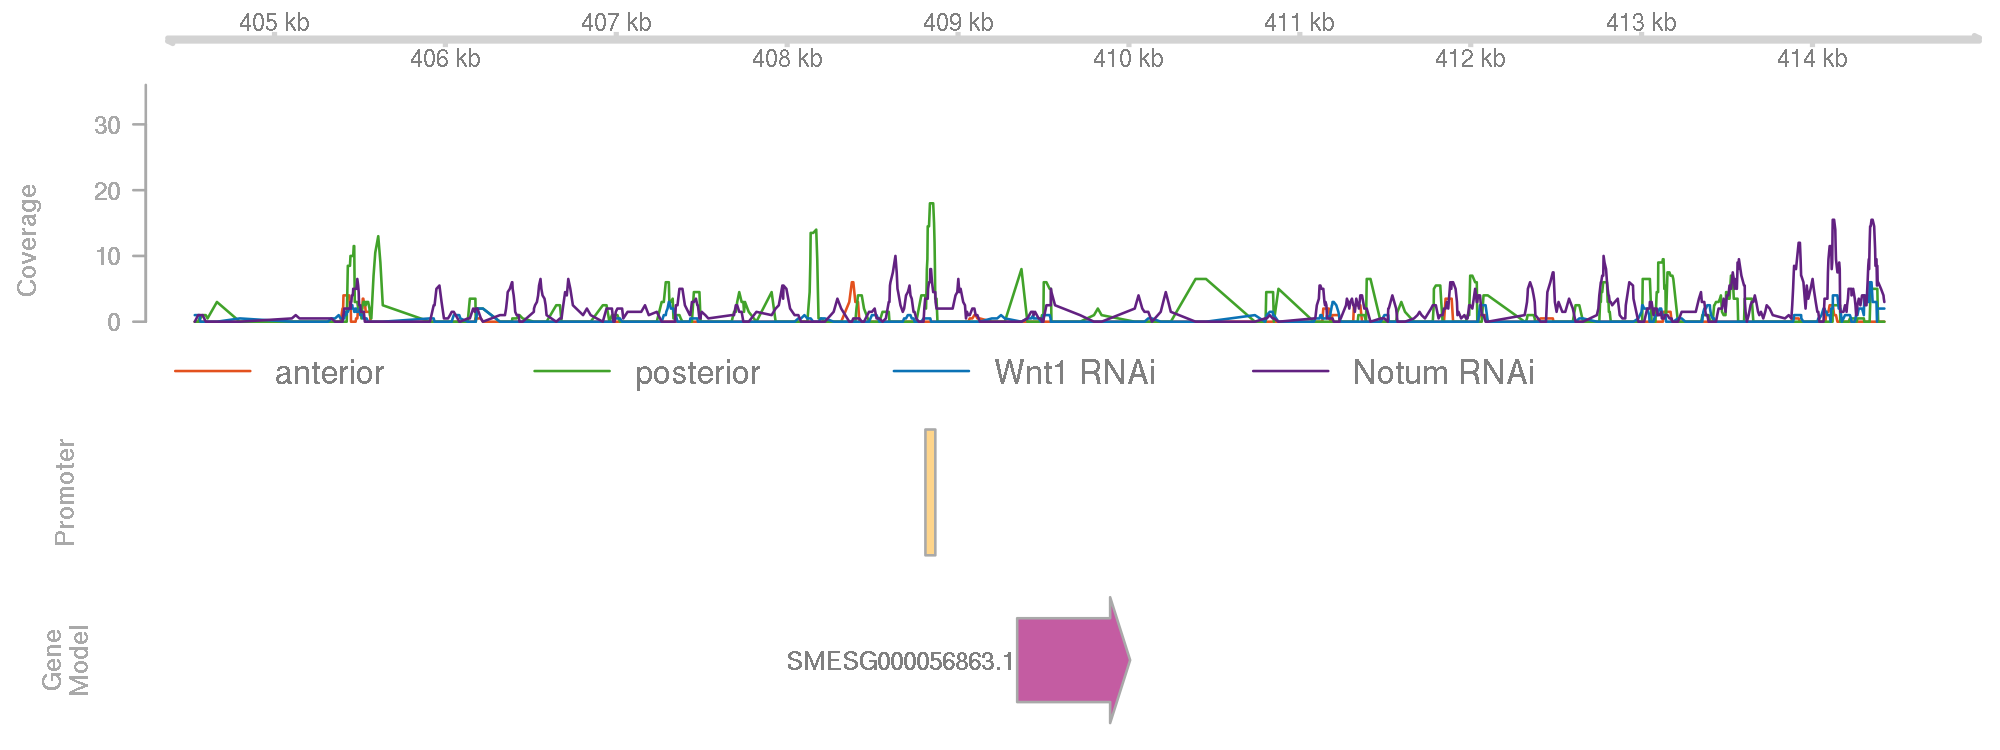 405 kb 407 kb 409 kb 411 kb 413 kb
406 kb 408 kb 410 kb 412 kb 414 kb
Coverage
30
20
10
0
anterior posterior Wnt1 RNAi Notum RNAi
Promoter
Gene
Model
SMESG000056863.1